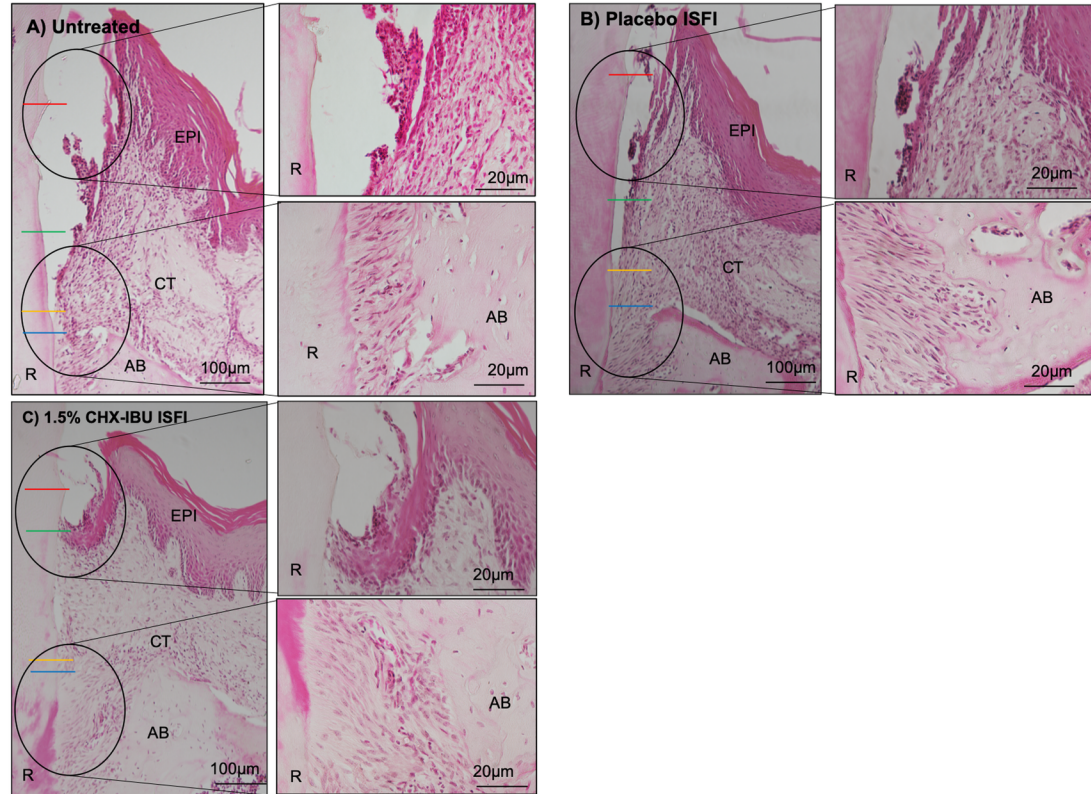 A) Untreated
EPI
CT
AB
R
100µm
R
20µm
R
AB
20µm
B) Placebo ISFI
EPI
CT
AB
R
100µm
R
20µm
AB
R
20µm
C) 1.5% CHX-IBU ISFI
EPI
CT
AB
R
100µm
R
20µm
AB
R
20µm